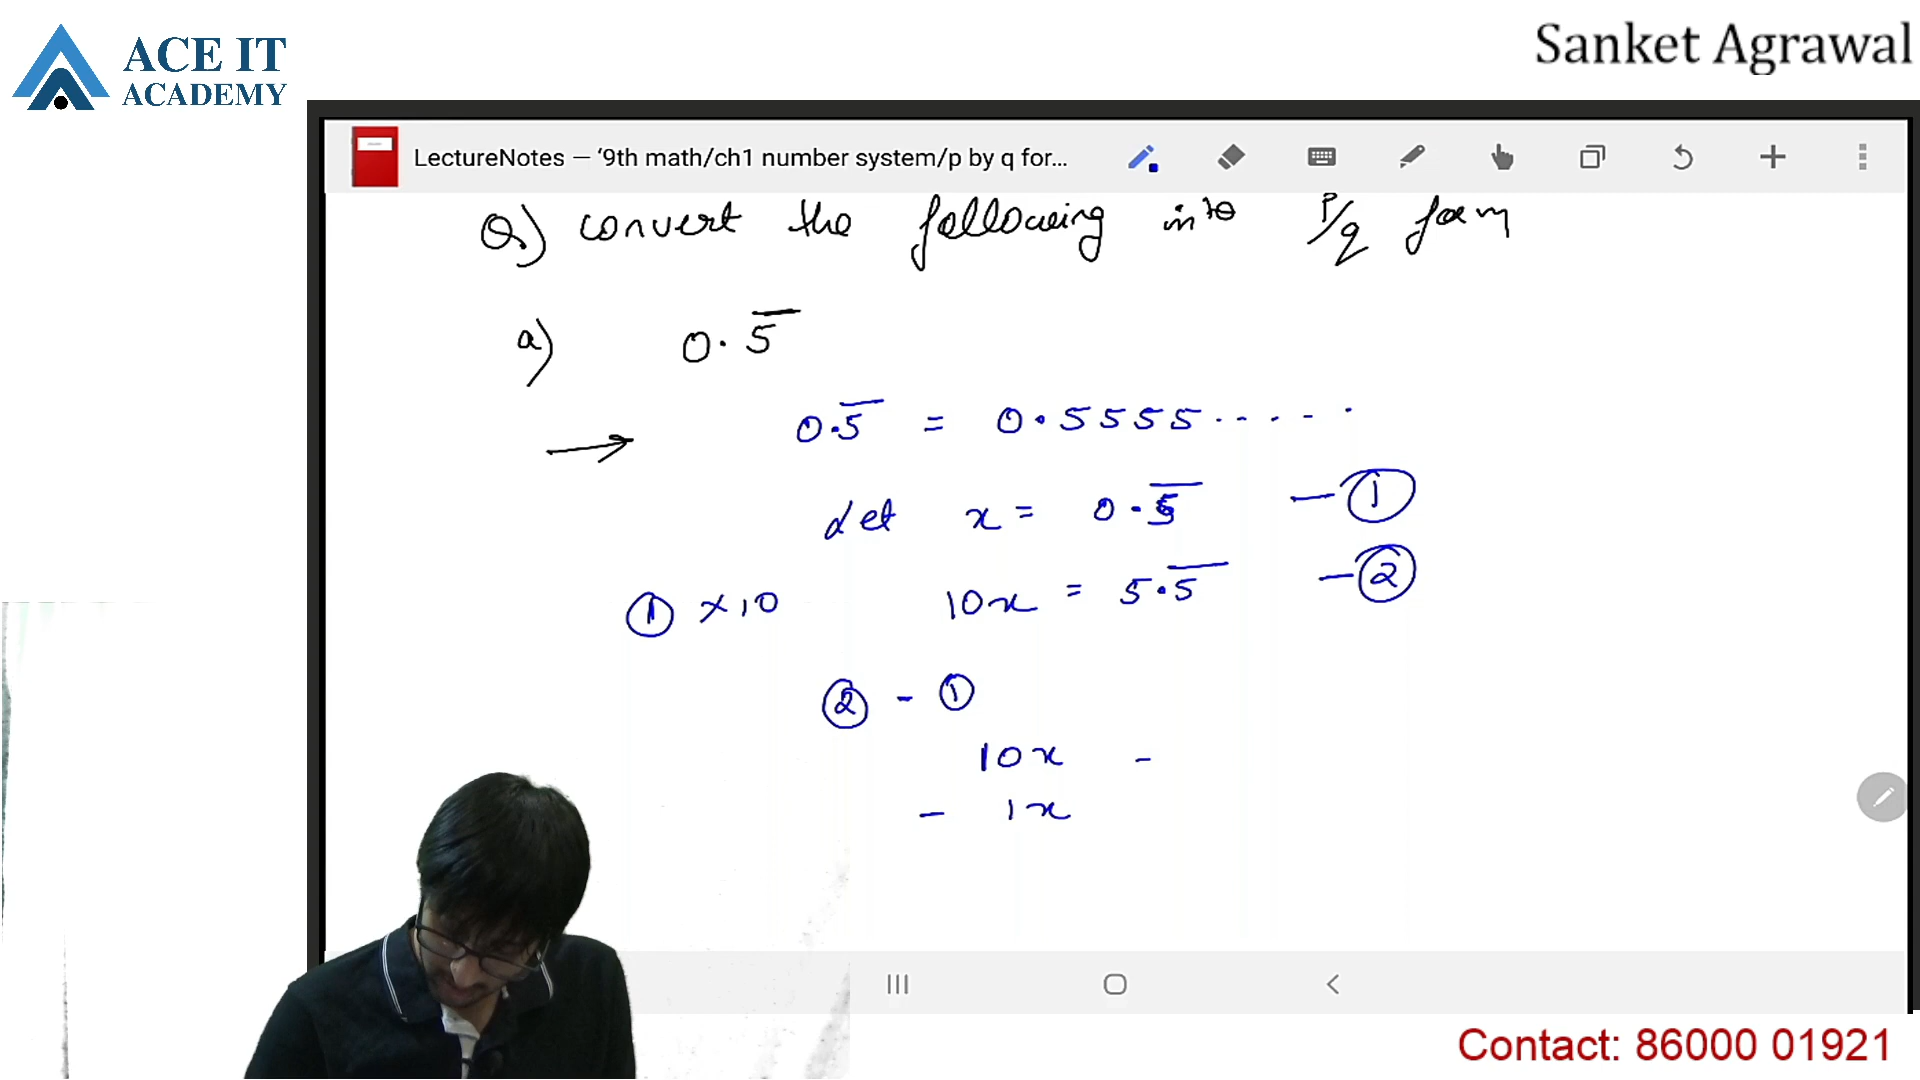 ACE IT
ACADEMY
Sanket Agrawal
LectureNotes — ‘9th math/ch1 number system/p by q for...
Q) convert the following into P/q form
a) 0.5̅
→ 0.5̅ = 0.5555......
Let x = 0.5̅ — ①
① × 10 10x = 5.5̅ — ②
② - ①
10x -
- 1x
Contact: 86000 01921